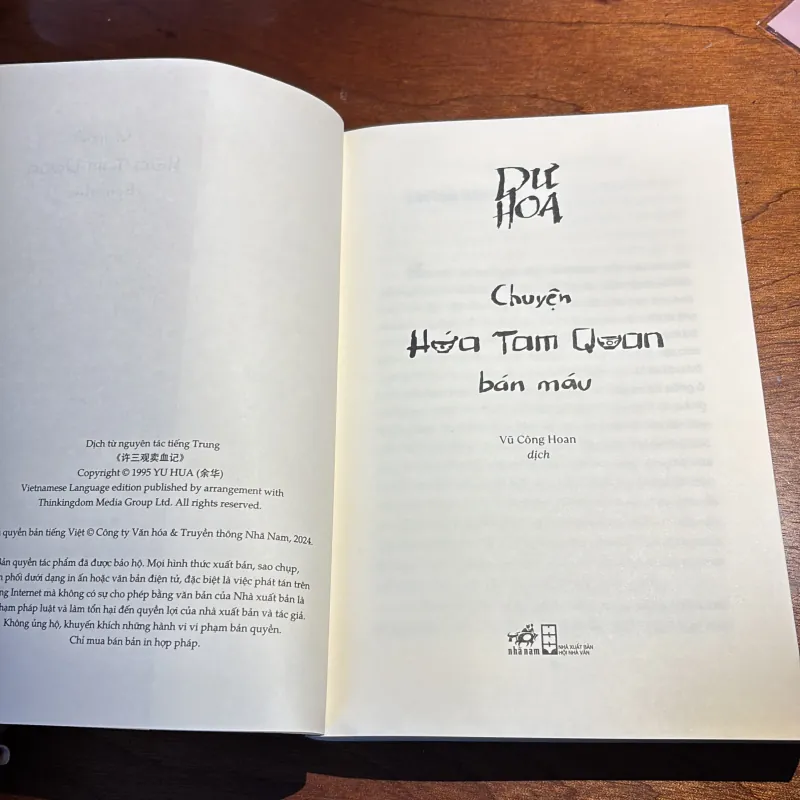 Dịch từ nguyên tác tiếng Trung
《许三观卖血记》
Copyright © 1995 YU HUA (余华)
Vietnamese Language edition published by arrangement with
Thinkingdom Media Group Ltd. All rights reserved.
quyền bản tiếng Việt © Công ty Văn hóa & Truyền thông Nhã Nam, 2024.
quyền tác phẩm đã được bảo hộ. Mọi hình thức xuất bản, sao chụp,
phối dưới dạng in ấn hoặc văn bản điện tử, đặc biệt là việc phát tán trên
Internet mà không có sự cho phép bằng văn bản của Nhà xuất bản là
pháp luật và làm tổn hại đến quyền lợi của nhà xuất bản và tác giả.
Không ủng hộ, khuyến khích những hành vi vi phạm bản quyền.
Chỉ mua bán bản in hợp pháp.
DƯ
HOA
Chuyện
Hứa Tam Quan
bán máu
Vũ Công Hoan
dịch
nhã nam
NHÀ XUẤT BẢN
HỘI NHÀ VĂN